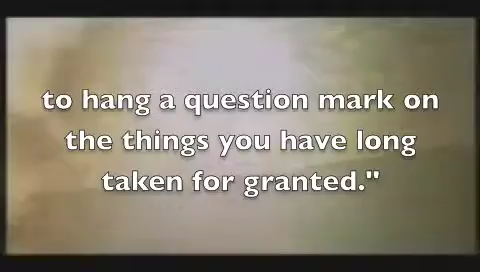 to hang a question mark on
the things you have long
taken for granted."